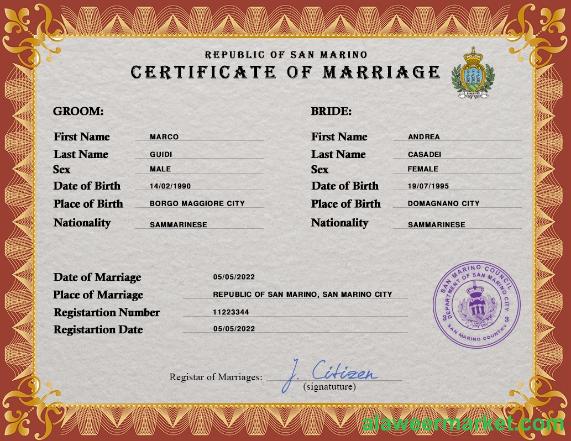 REPUBLIC OF SAN MARINO
CERTIFICATE OF MARRIAGE
GROOM:
First Name MARCO
Last Name GUIDI
Sex MALE
Date of Birth 14/02/1990
Place of Birth BORGO MAGGIORE CITY
Nationality SAMMARINESE
BRIDE:
First Name ANDREA
Last Name CASADEI
Sex FEMALE
Date of Birth 19/07/1995
Place of Birth DOMAGNANO CITY
Nationality SAMMARINESE
Date of Marriage 05/05/2022
Place of Marriage REPUBLIC OF SAN MARINO, SAN MARINO CITY
Registartion Number 11223344
Registartion Date 05/05/2022
SAN MARINO COUNCIL
DEPARTMENT OF SAN MARINO CITY
SAN MARINO COUNTRY
Registar of Marriages: J. Citizen
(signatuture)
alaweermarket.com